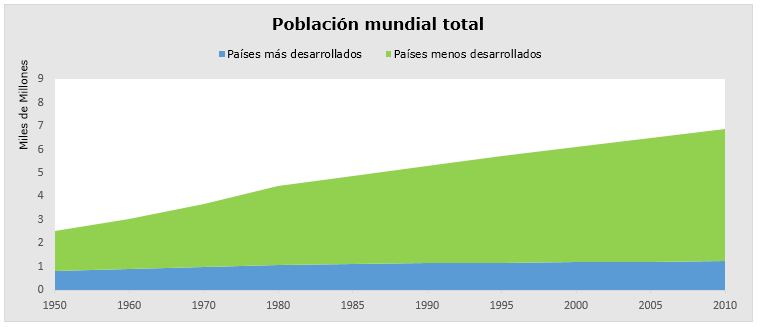 Población mundial total
Países más desarrollados
Países menos desarrollados
Miles de Millones
9
8
7
6
5
4
3
2
1
0
1950 1960 1970 1980 1985 1990 1995 2000 2005 2010